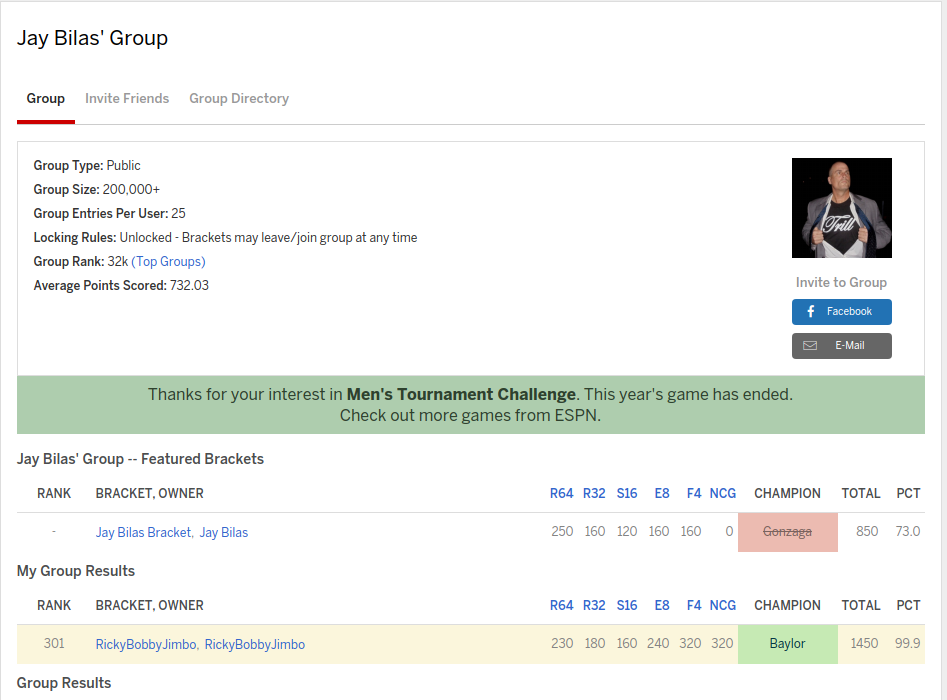 Jay Bilas' Group
Group Invite Friends Group Directory
Group Type: Public
Group Size: 200,000+
Group Entries Per User: 25
Locking Rules: Unlocked - Brackets may leave/join group at any time
Group Rank: 32k (Top Groups)
Average Points Scored: 732.03
Trill
Invite to Group
Facebook
E-Mail
Thanks for your interest in Men's Tournament Challenge. This year's game has ended.
Check out more games from ESPN.
Jay Bilas' Group -- Featured Brackets
RANK BRACKET, OWNER R64 R32 S16 E8 F4 NCG CHAMPION TOTAL PCT
- Jay Bilas Bracket, Jay Bilas 250 160 120 160 160 0 Gonzaga 850 73.0
My Group Results
RANK BRACKET, OWNER R64 R32 S16 E8 F4 NCG CHAMPION TOTAL PCT
301 RickyBobbyJimbo, RickyBobbyJimbo 230 180 160 240 320 320 Baylor 1450 99.9
Group Results